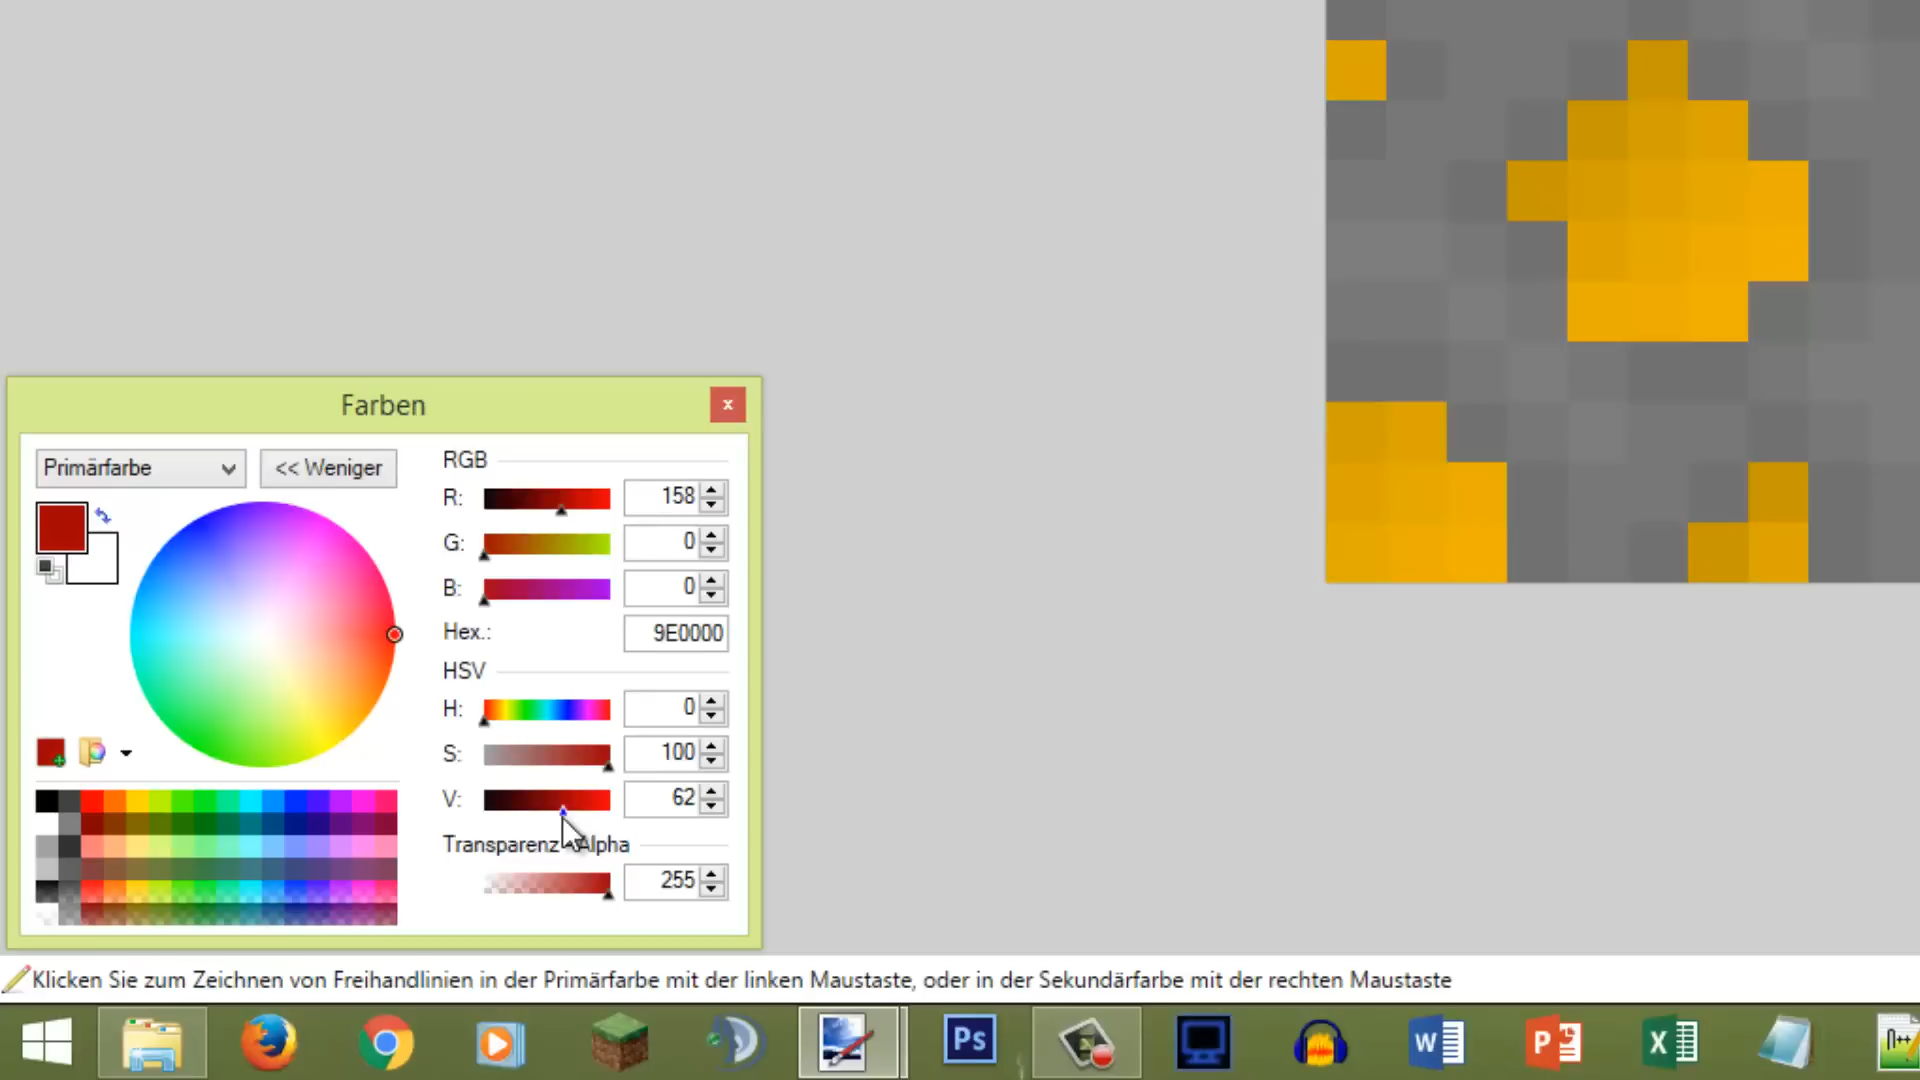 Farben
x
Primärfarbe
<< Weniger
RGB
R: 158
G: 0
B: 0
Hex.: 9E0000
HSV
H: 0
S: 100
V: 62
Transparenz - Alpha
255
Klicken Sie zum Zeichnen von Freihandlinien in der Primärfarbe mit der linken Maustaste, oder in der Sekundärfarbe mit der rechten Maustaste
Ps
W
P
X
n++